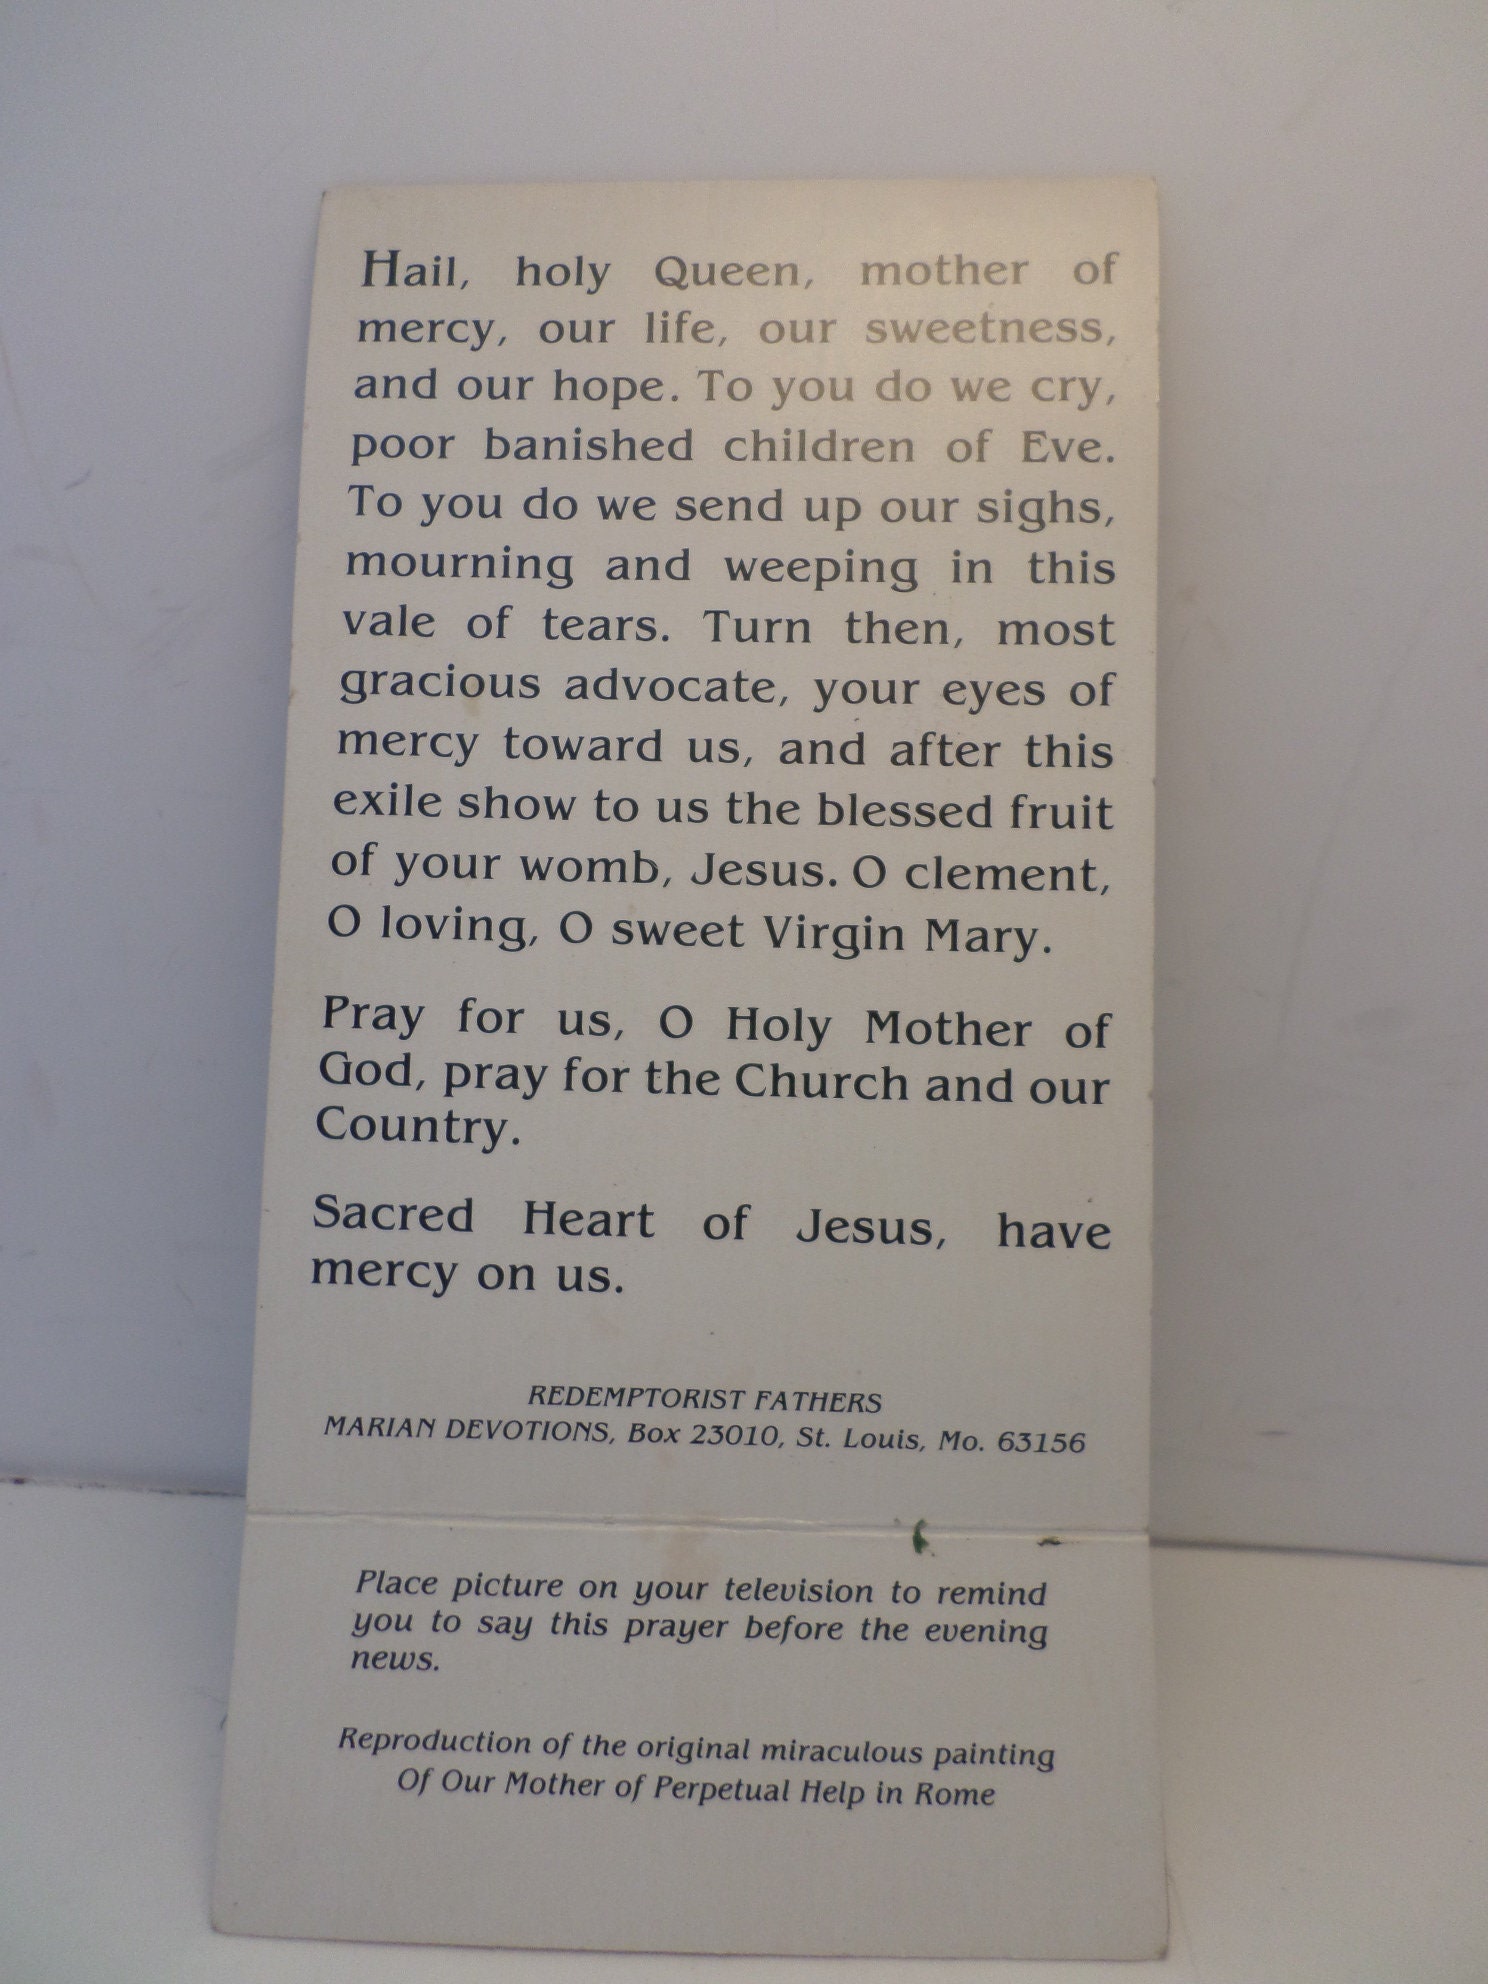 Hail, holy Queen, mother of
mercy, our life, our sweetness,
and our hope. To you do we cry,
poor banished children of Eve.
To you do we send up our sighs,
mourning and weeping in this
vale of tears. Turn then, most
gracious advocate, your eyes of
mercy toward us, and after this
exile show to us the blessed fruit
of your womb, Jesus. O clement,
O loving, O sweet Virgin Mary.
Pray for us, O Holy Mother of
God, pray for the Church and our
Country.
Sacred Heart of Jesus, have
mercy on us.
REDEMPTORIST FATHERS
MARIAN DEVOTIONS, Box 23010, St. Louis, Mo. 63156
Place picture on your television to remind
you to say this prayer before the evening
news.
Reproduction of the original miraculous painting
Of Our Mother of Perpetual Help in Rome